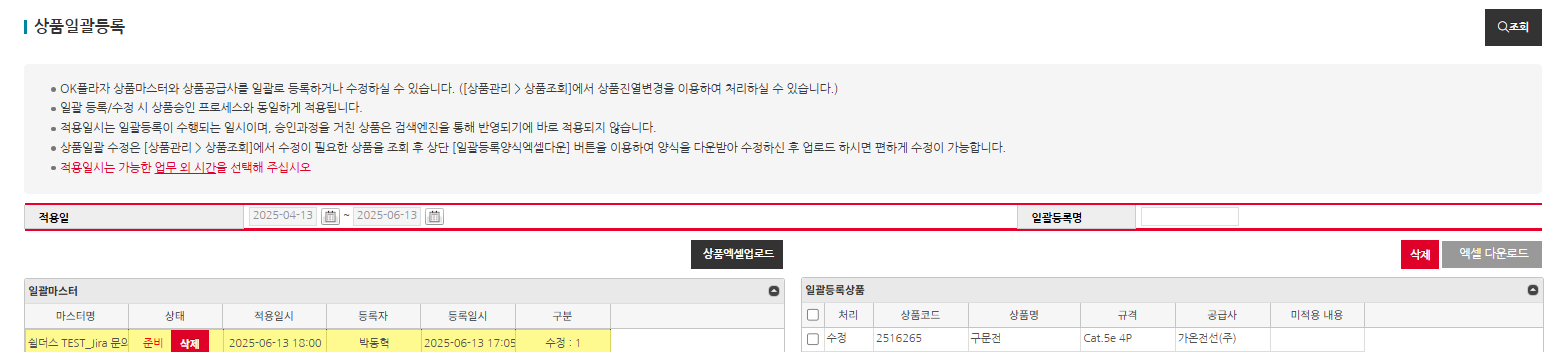 상품일괄등록
조회
OK플라자 상품마스터와 상품공급사를 일괄로 등록하거나 수정하실 수 있습니다. ([상품관리 > 상품조회]에서 상품진열변경을 이용하여 처리하실 수 있습니다.)
일괄 등록/수정 시 상품승인 프로세스와 동일하게 적용됩니다.
적용일시는 일괄등록이 수행되는 일시이며, 승인과정을 거친 상품은 검색엔진을 통해 반영되기에 바로 적용되지 않습니다.
상품일괄 수정은 [상품관리 > 상품조회]에서 수정이 필요한 상품을 조회 후 상단 [일괄등록양식엑셀다운] 버튼을 이용하여 양식을 다운받아 수정하신 후 업로드 하시면 편하게 수정이 가능합니다.
적용일시는 가능한 업무 외 시간을 선택해 주십시오
적용일 2025-04-13 ~ 2025-06-13 일괄등록명
상품엑셀업로드 삭제 엑셀 다운로드
일괄마스터 일괄등록상품
마스터명 상태 적용일시 등록자 등록일시 구분 처리 상품코드 상품명 규격 공급사 미적용 내용
쉴더스 TEST_Jira 문의 준비 삭제 2025-06-13 18:00 박동혁 2025-06-13 17:05 수정 : 1 수정 2516265 구문전 Cat.5e 4P 가온전선(주)